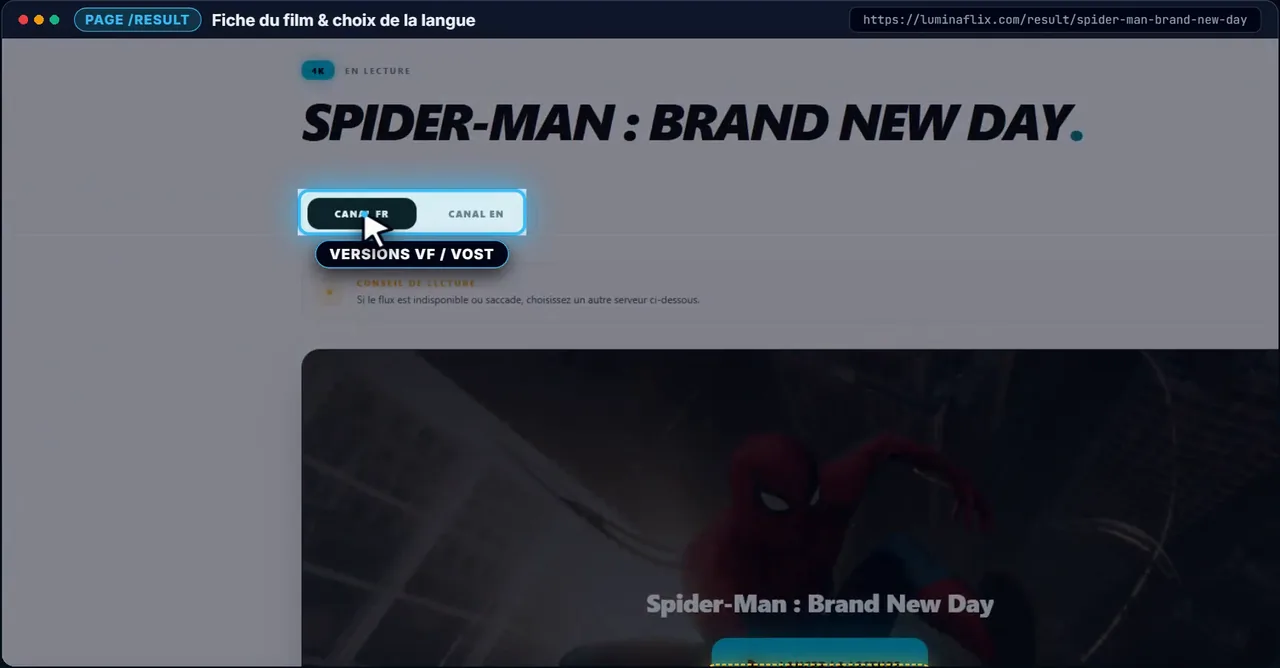 PAGE /RESULT Fiche du film & choix de la langue https://luminaflix.com/result/spider-man-brand-new-day
4K EN LECTURE
SPIDER-MAN : BRAND NEW DAY.
CANAL FR CANAL EN
VERSIONS VF / VOST
CONSEIL DE LECTURE
Si le flux est indisponible ou saccade, choisissez un autre serveur ci-dessous.
Spider-Man : Brand New Day